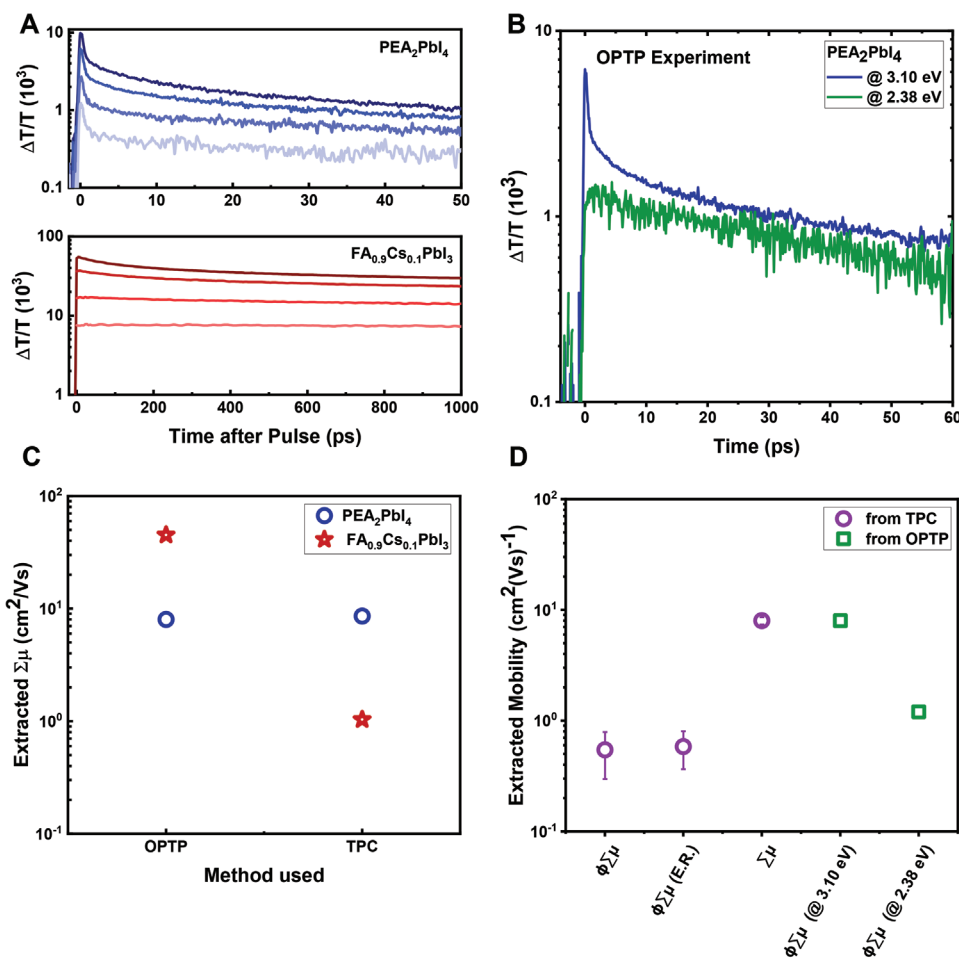 A
10
1
0.1
ΔT/T (10³)
PEA₂PbI₄
0 10 20 30 40 50
100
10
1
ΔT/T (10³)
FA₀.₉Cs₀.₁PbI₃
0 200 400 600 800 1000
Time after Pulse (ps)
B
10
1
0.1
ΔT/T (10³)
OPTP Experiment
PEA₂PbI₄
@ 3.10 eV
@ 2.38 eV
0 10 20 30 40 50 60
Time (ps)
C
10²
10¹
10⁰
10⁻¹
Extracted Σμ (cm²/Vs)
PEA₂PbI₄
FA₀.₉Cs₀.₁PbI₃
OPTP TPC
Method used
D
10²
10¹
10⁰
10⁻¹
Extracted Mobility (cm²(Vs)⁻¹)
from TPC
from OPTP
ϕΣμ
ϕΣμ (E.R.)
Σμ
ϕΣμ (@ 3.10 eV)
ϕΣμ (@ 2.38 eV)